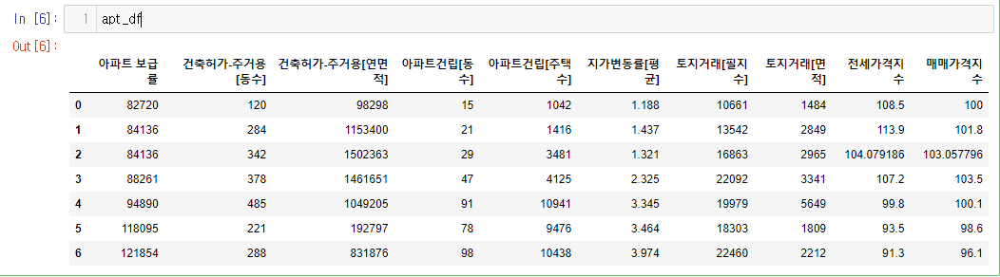 In [6]: 1 apt_df
Out[6]:
아파트 보급률 건축허가-주거용[동수] 건축허가-주거용[연면적] 아파트건립[동수] 아파트건립[주택수] 지가변동률[평균] 토지거래[필지수] 토지거래[면적] 전세가격지수 매매가격지수
0 82720 120 98298 15 1042 1.188 10661 1484 108.5 100
1 84136 284 1153400 21 1416 1.437 13542 2849 113.9 101.8
2 84136 342 1502363 29 3481 1.321 16863 2965 104.079186 103.057796
3 88261 378 1461651 47 4125 2.325 22092 3341 107.2 103.5
4 94890 485 1049205 91 10941 3.345 19979 5649 99.8 100.1
5 118095 221 192797 78 9476 3.464 18303 1809 93.5 98.6
6 121854 288 831876 98 10438 3.974 22460 2212 91.3 96.1